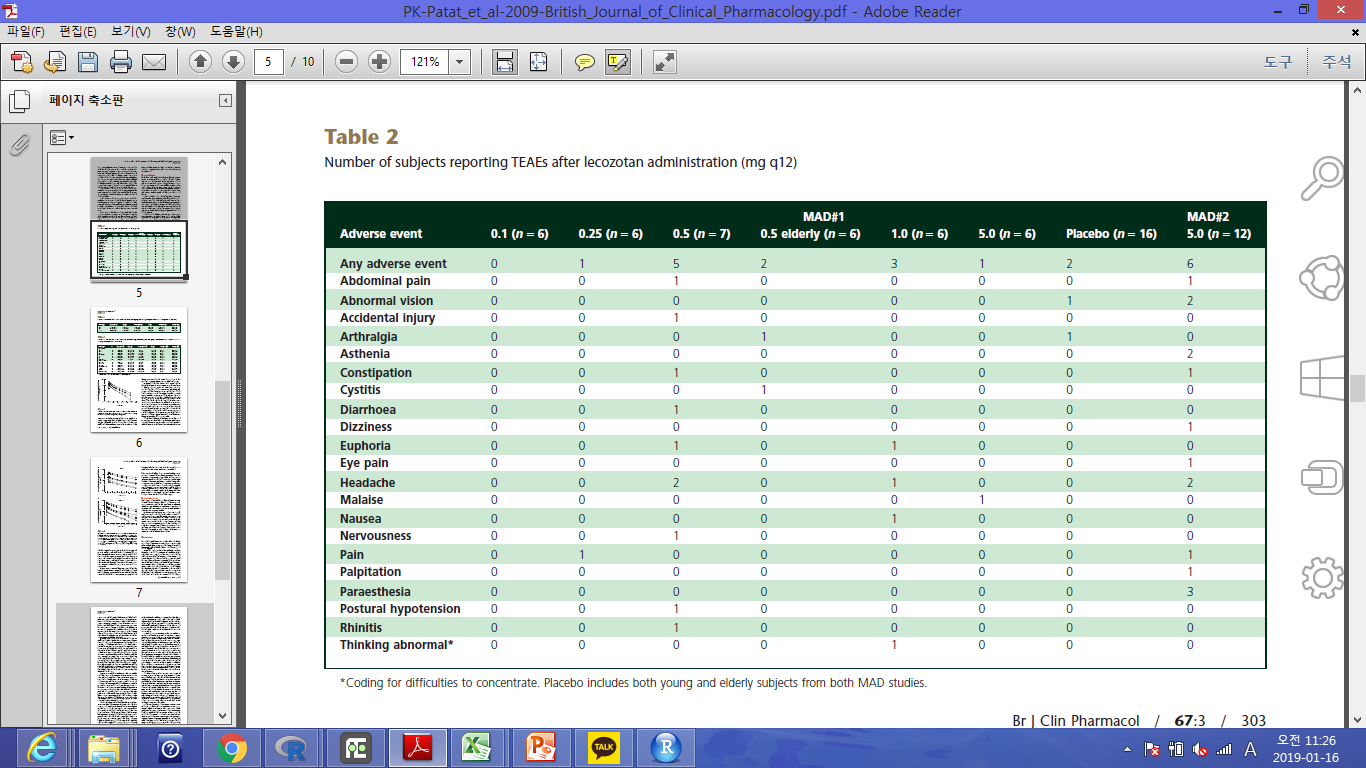 PK-Patat_et_al-2009-British_Journal_of_Clinical_Pharmacology.pdf - Adobe Reader
파일(F) 편집(E) 보기(V) 창(W) 도움말(H)
5 / 10 121% 도구 주석
페이지 축소판
5
6
7
Table 2
Number of subjects reporting TEAEs after lecozotan administration (mg q12)
MAD#1 MAD#2
Adverse event 0.1 (n = 6) 0.25 (n = 6) 0.5 (n = 7) 0.5 elderly (n = 6) 1.0 (n = 6) 5.0 (n = 6) Placebo (n = 16) 5.0 (n = 12)
Any adverse event 0 1 5 2 3 1 2 6
Abdominal pain 0 0 1 0 0 0 0 1
Abnormal vision 0 0 0 0 0 0 1 2
Accidental injury 0 0 1 0 0 0 0 0
Arthralgia 0 0 0 1 0 0 1 0
Asthenia 0 0 0 0 0 0 0 2
Constipation 0 0 1 0 0 0 0 1
Cystitis 0 0 0 1 0 0 0 0
Diarrhoea 0 0 1 0 0 0 0 0
Dizziness 0 0 0 0 0 0 0 1
Euphoria 0 0 1 0 1 0 0 0
Eye pain 0 0 0 0 0 0 0 1
Headache 0 0 2 0 1 0 0 2
Malaise 0 0 0 0 0 1 0 0
Nausea 0 0 0 0 1 0 0 0
Nervousness 0 0 1 0 0 0 0 0
Pain 0 1 0 0 0 0 0 1
Palpitation 0 0 0 0 0 0 0 1
Paraesthesia 0 0 0 0 0 0 0 3
Postural hypotension 0 0 1 0 0 0 0 0
Rhinitis 0 0 1 0 0 0 0 0
Thinking abnormal* 0 0 0 0 1 0 0 0
*Coding for difficulties to concentrate. Placebo includes both young and elderly subjects from both MAD studies.
Br J Clin Pharmacol / 67:3 / 303
TALK
A
오전 11:26
2019-01-16